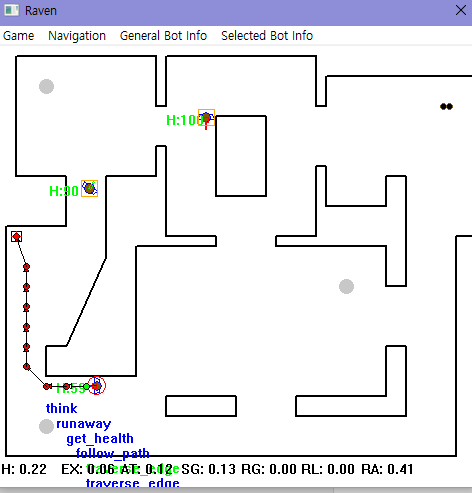 Raven
Game Navigation General Bot Info Selected Bot Info
H:100
H:90
H:59
think
runaway
get_health
follow_path
traverse_edge
H: 0.22 EX: 0.06 AT: 0.12 SG: 0.13 RG: 0.00 RL: 0.00 RA: 0.41
traverse_edge